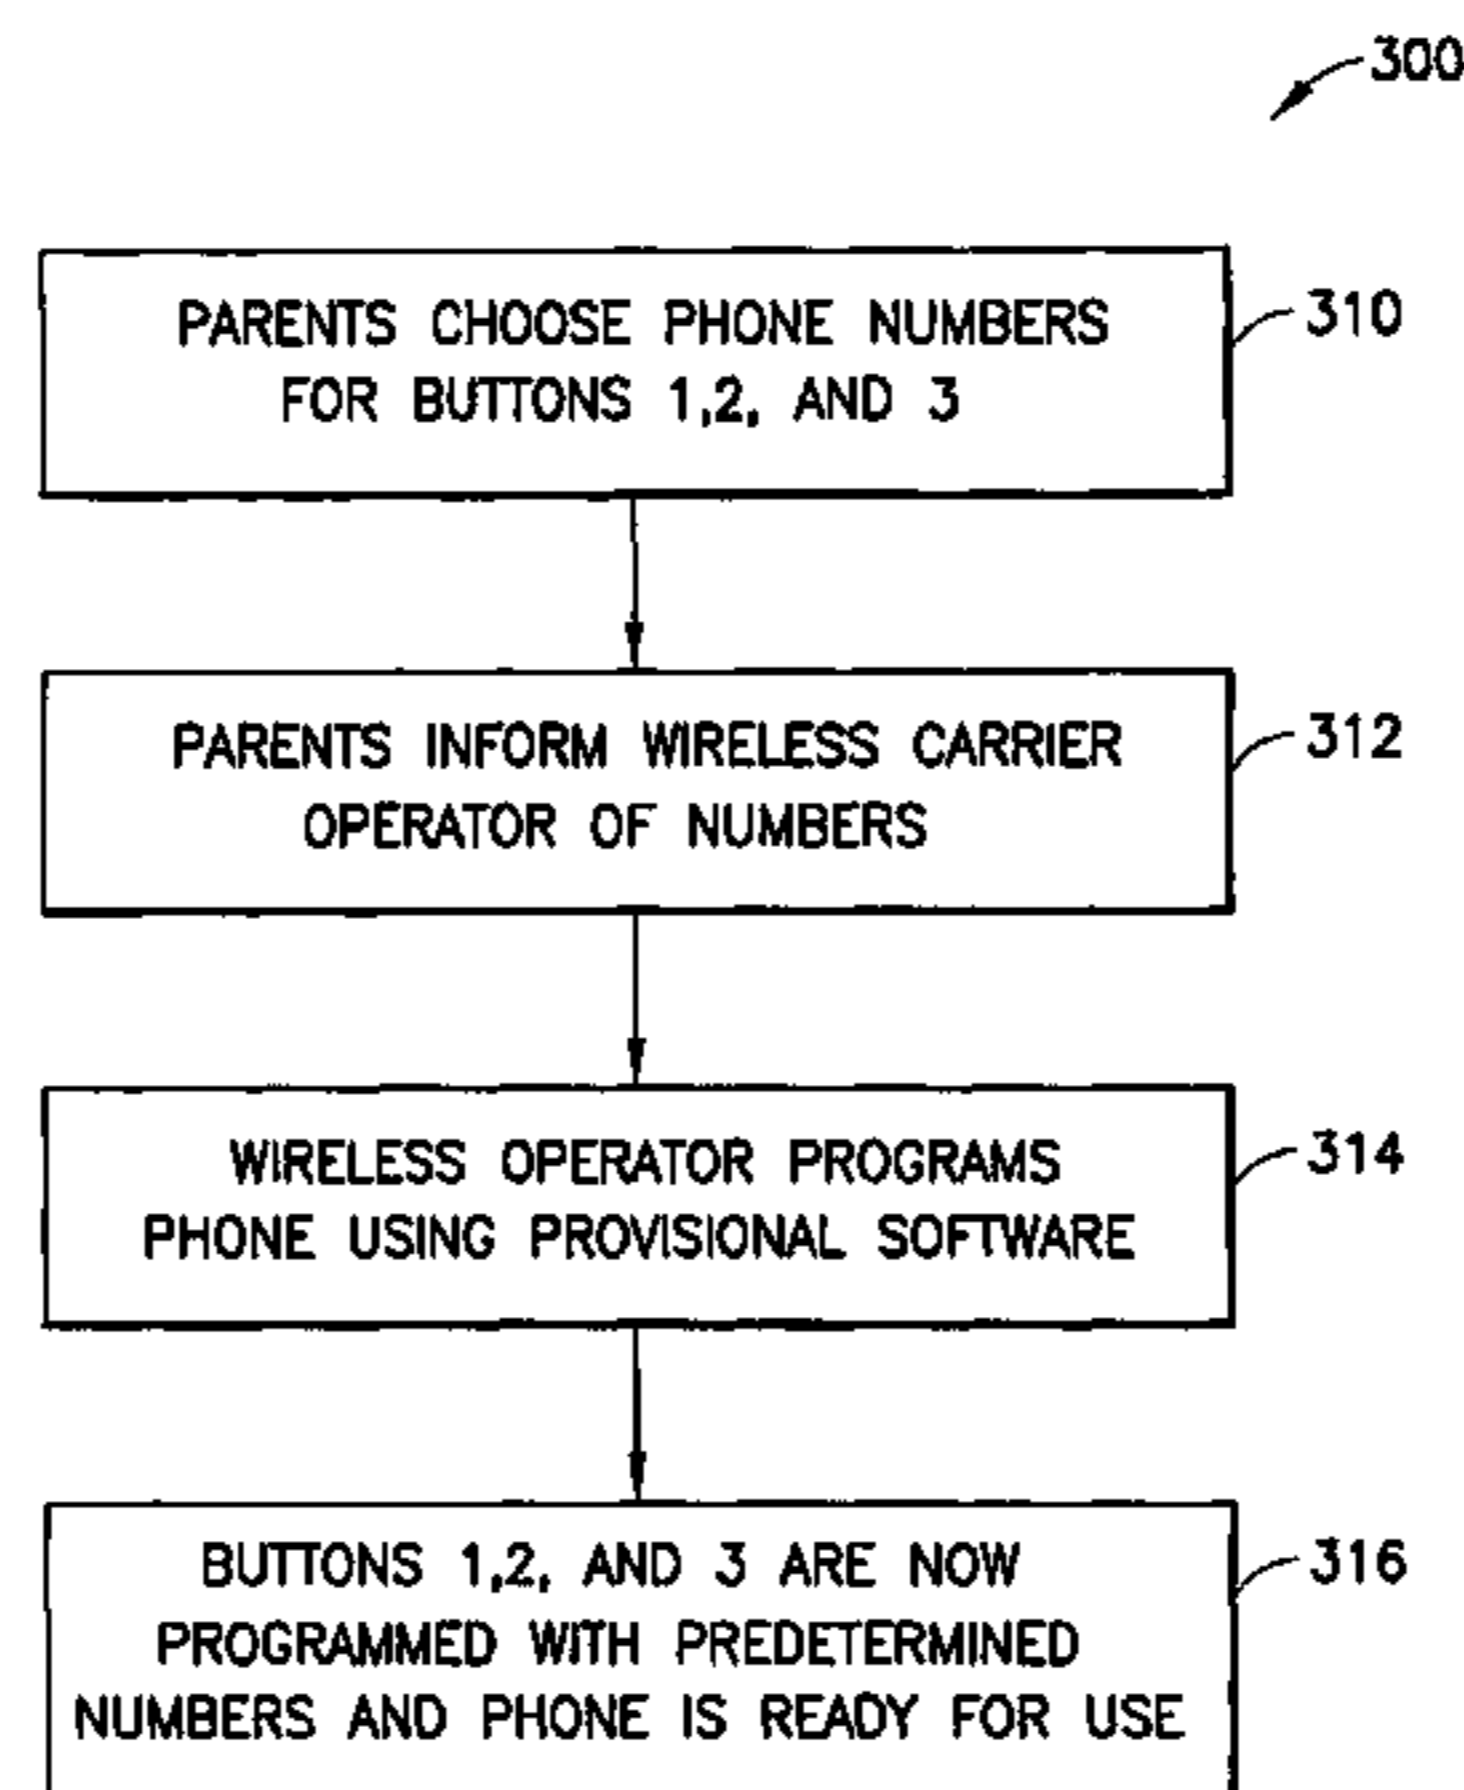 300
PARENTS CHOOSE PHONE NUMBERS
FOR BUTTONS 1,2, AND 3
310
PARENTS INFORM WIRELESS CARRIER
OPERATOR OF NUMBERS
312
WIRELESS OPERATOR PROGRAMS
PHONE USING PROVISIONAL SOFTWARE
314
BUTTONS 1,2, AND 3 ARE NOW
PROGRAMMED WITH PREDETERMINED
NUMBERS AND PHONE IS READY FOR USE
316